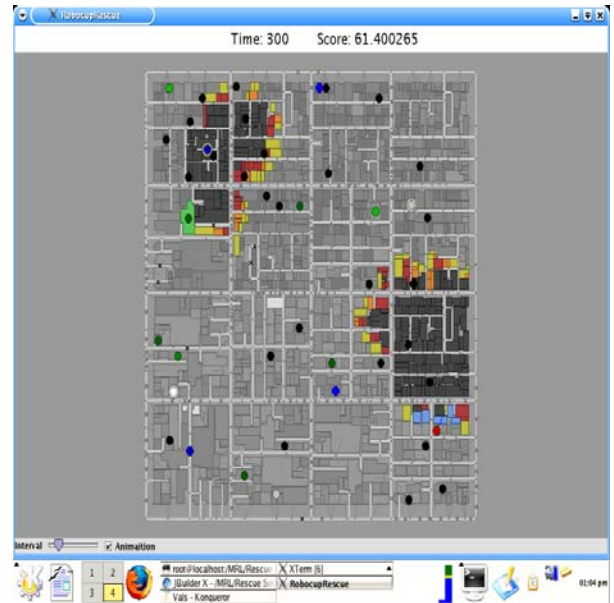 RobocupRescue
Time: 300 Score: 61.400265
Interval
Animaition
1 2
3 4
root@localhost:/MRL/Rescue
XTerm [6]
JBuilder X - /MRL/Rescue S
RobocupRescue
Vals - Konqueror
01:04 pm